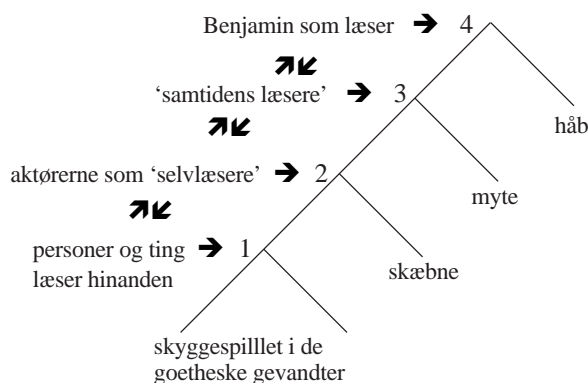 Benjamin som læser → 4
'samtidens læsere' → 3
håb
aktørerne som 'selvlæsere' → 2
myte
personer og ting → 1
læser hinanden
skæbne
skyggespilllet i de
goetheske gevandter